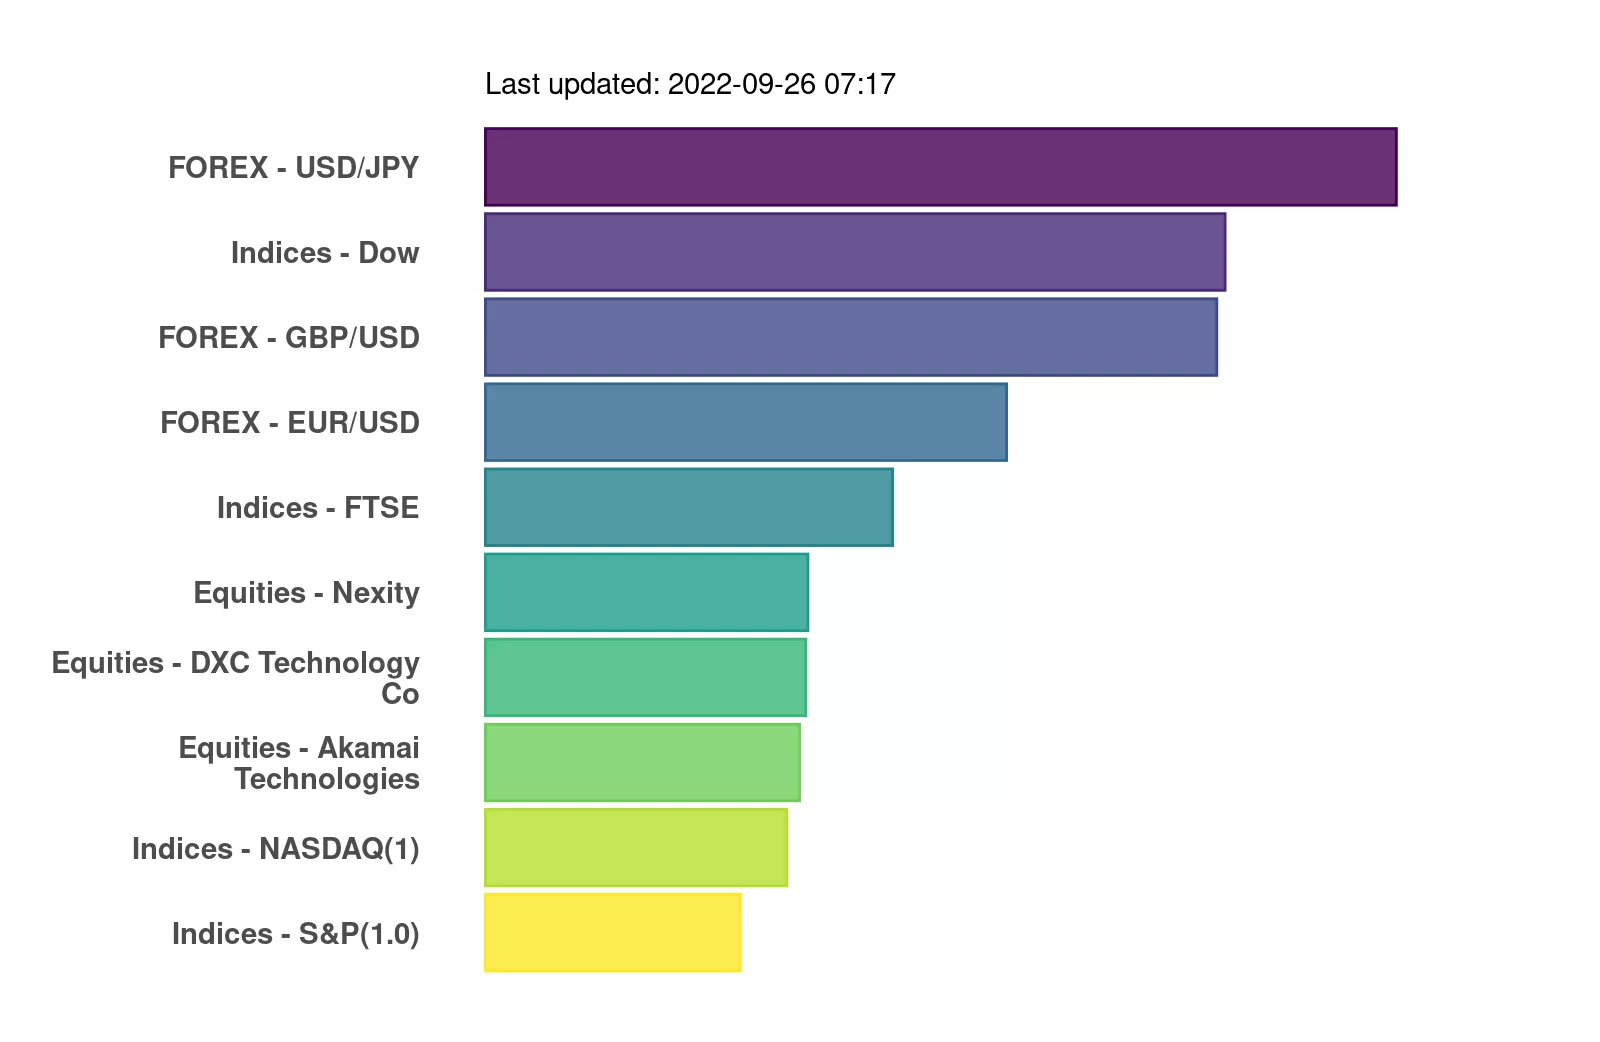 Last updated: 2022-09-26 07:17
FOREX - USD/JPY
Indices - Dow
FOREX - GBP/USD
FOREX - EUR/USD
Indices - FTSE
Equities - Nexity
Equities - DXC Technology
Co
Equities - Akamai
Technologies
Indices - NASDAQ(1)
Indices - S&P(1.0)